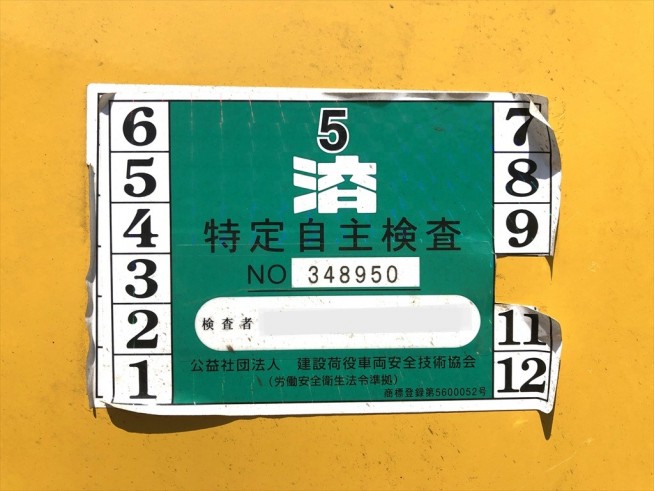 6
5
4
3
2
1
5
済
特定自主検査
NO 348950
検査者
公益社団法人 建設荷役車両安全技術協会
(労働安全衛生法令準拠)
商標登録第5600052号
7
8
9
11
12